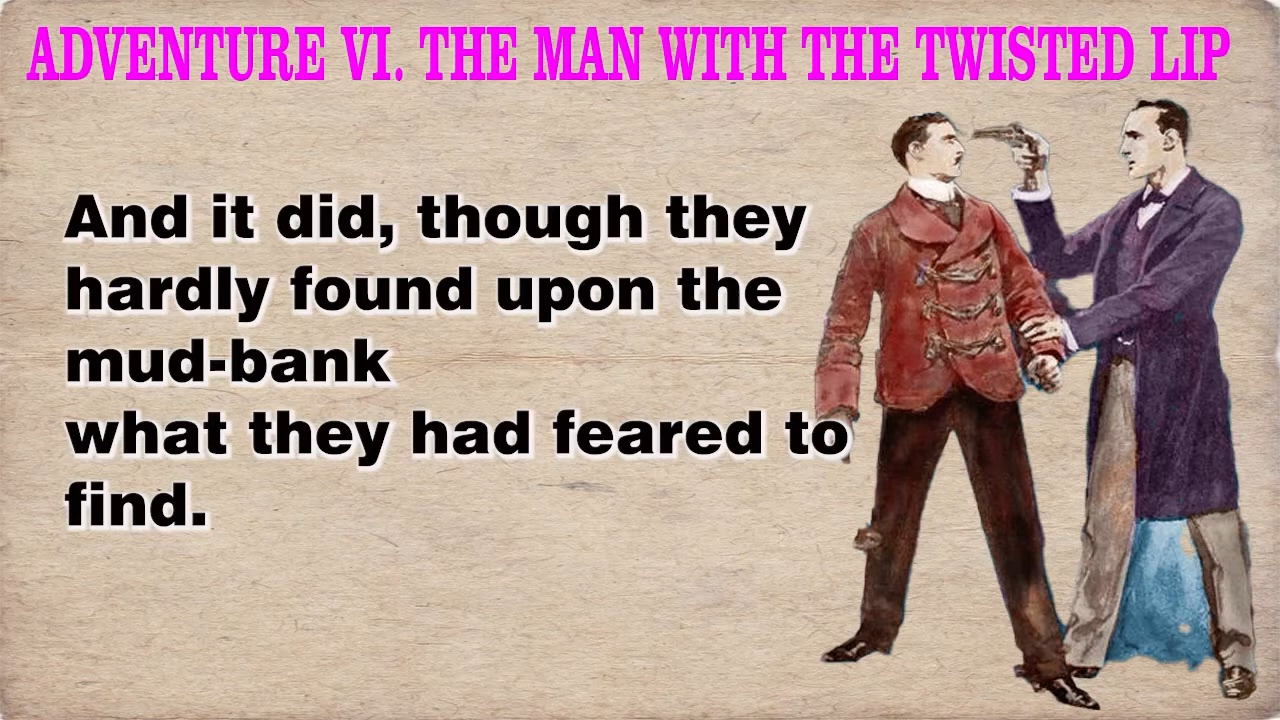 ADVENTURE VI. THE MAN WITH THE TWISTED LIP
And it did, though they
hardly found upon the
mud-bank
what they had feared to
find.